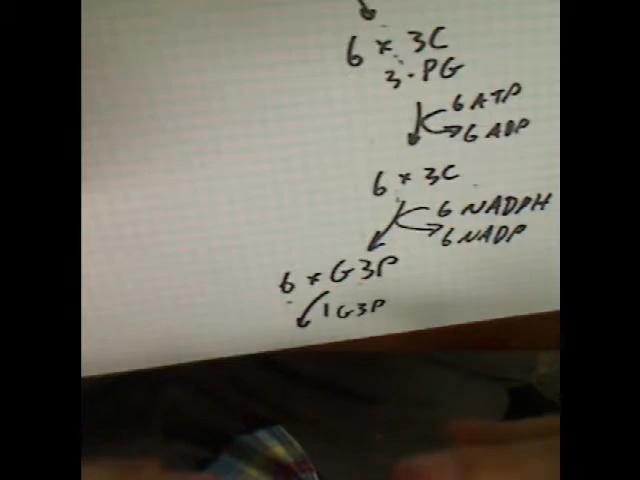 6 × 3C
3-PG
6 ATP
6 ADP
6 × 3C
6 NADPH
6 NADP
6 × G3P
1 G3P